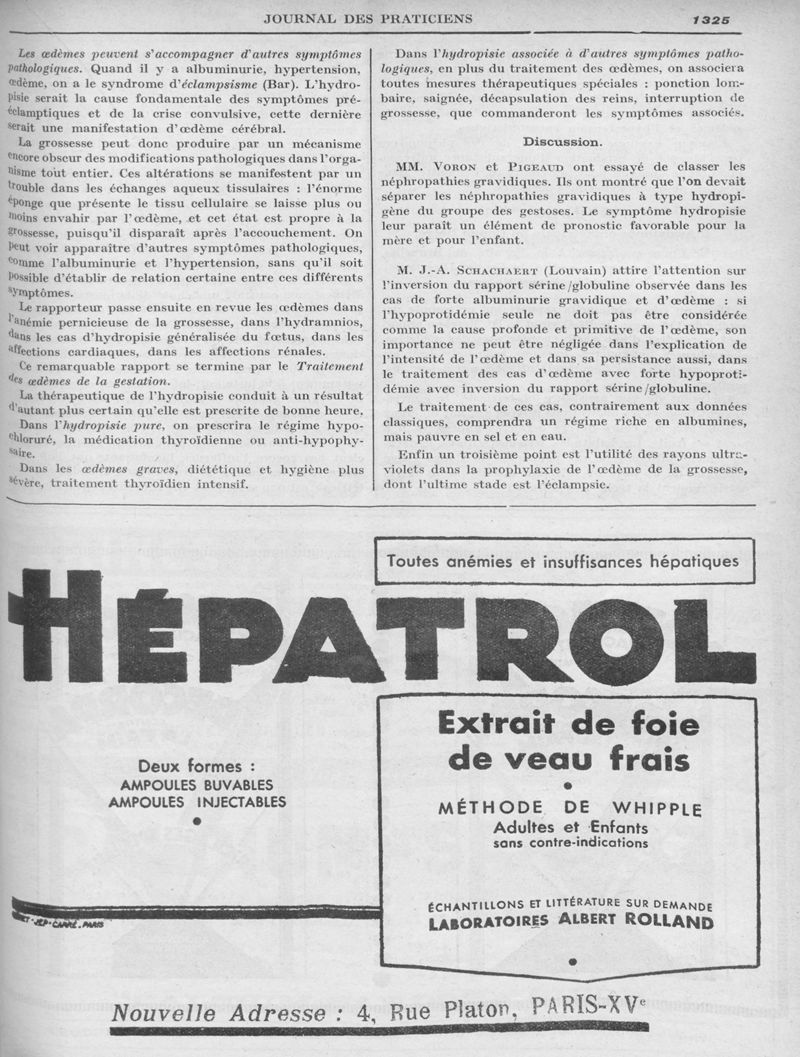 JOURNAL DES PRATICIENS
1325
Les œdèmes peuvent s'accompagner d'autres symptômes
pathologiques. Quand il y a albuminurie, hypertension,
œdème, on a le syndrome d'éclampsisme (Bar). L'hydro-
pisie serait la cause fondamentale des symptômes pré-
éclamptiques et de la crise convulsive, cette dernière
serait une manifestation d'œdème cérébral.
La grossesse peut donc produire par un mécanisme
encore obscur des modifications pathologiques dans l'orga-
nisme tout entier. Ces altérations se manifestent par un
trouble dans les échanges aqueux tissulaires : l'énorme
éponge que présente le tissu cellulaire se laisse plus ou
moins envahir par l'œdème, et cet état est propre à la
grossesse, puisqu'il disparaît après l'accouchement. On
peut voir apparaître d'autres symptômes pathologiques,
comme l'albuminurie et l'hypertension, sans qu'il soit
possible d'établir de relation certaine entre ces différents
symptômes.
Le rapporteur passe ensuite en revue les œdèmes dans
l'anémie pernicieuse de la grossesse, dans l'hydramnios,
dans les cas d'hydropisie généralisée du fœtus, dans les
affections cardiaques, dans les affections rénales.
Ce remarquable rapport se termine par le Traitement
des œdèmes de la gestation.
La thérapeutique de l'hydropisie conduit à un résultat
d'autant plus certain qu'elle est prescrite de bonne heure.
Dans l'hydropisie pure, on prescrira le régime hypo-
chloruré, la médication thyroïdienne ou anti-hypophy-
saire.
Dans les œdèmes graves, diététique et hygiène plus
sévère, traitement thyroïdien intensif.
Dans l'hydropisie associée à d'autres symptômes patho-
logiques, en plus du traitement des œdèmes, on associera
toutes mesures thérapeutiques spéciales : ponction lom-
baire, saignée, décapsulation des reins, interruption de
grossesse, que commanderont les symptômes associés.
Discussion.
MM. VORON et PIGEAUD ont essayé de classer les
néphropathies gravidiques. Ils ont montré que l'on devait
séparer les néphropathies gravidiques à type hydropi-
gène du groupe des gestoses. Le symptôme hydropisie
leur paraît un élément de pronostic favorable pour la
mère et pour l'enfant.
M. J.-A. SCHACHAERT (Louvain) attire l'attention sur
l'inversion du rapport sérine/globuline observée dans les
cas de forte albuminurie gravidique et d'œdème : si
l'hypoprotidémie seule ne doit pas être considérée
comme la cause profonde et primitive de l'œdème, son
importance ne peut être négligée dans l'explication de
l'intensité de l'œdème et dans sa persistance aussi, dans
le traitement des cas d'œdème avec forte hypoproti-
démie avec inversion du rapport sérine/globuline.
Le traitement de ces cas, contrairement aux données
classiques, comprendra un régime riche en albumines,
mais pauvre en sel et en eau.
Enfin un troisième point est l'utilité des rayons ultra-
violets dans la prophylaxie de l'œdème de la grossesse,
dont l'ultime stade est l'éclampsie.
Toutes anémies et insuffisances hépatiques
HÉPATROL
Deux formes :
AMPOULES BUVABLES
AMPOULES INJECTABLES
Extrait de foie
de veau frais
MÉTHODE DE WHIPPLE
Adultes et Enfants
sans contre-indications
ÉCHANTILLONS ET LITTÉRATURE SUR DEMANDE
LABORATOIRES ALBERT ROLLAND
JEP-CARRÉ-PARIS
Nouvelle Adresse : 4, Rue Platon, PARIS-XVe